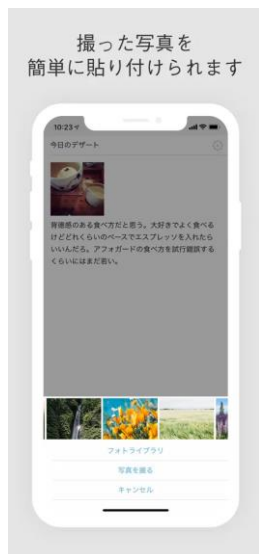 撮った写真を
簡単に貼り付けられます
10:23
今日のデザート
背徳感のある食べ方だと思う。大好きでよく食べる
けどどれくらいのペースでエスプレッソを入れたら
いいんだろ。アフォガードの食べ方を試行錯誤する
くらいにはまだ若い。
フォトライブラリ
写真を撮る
キャンセル